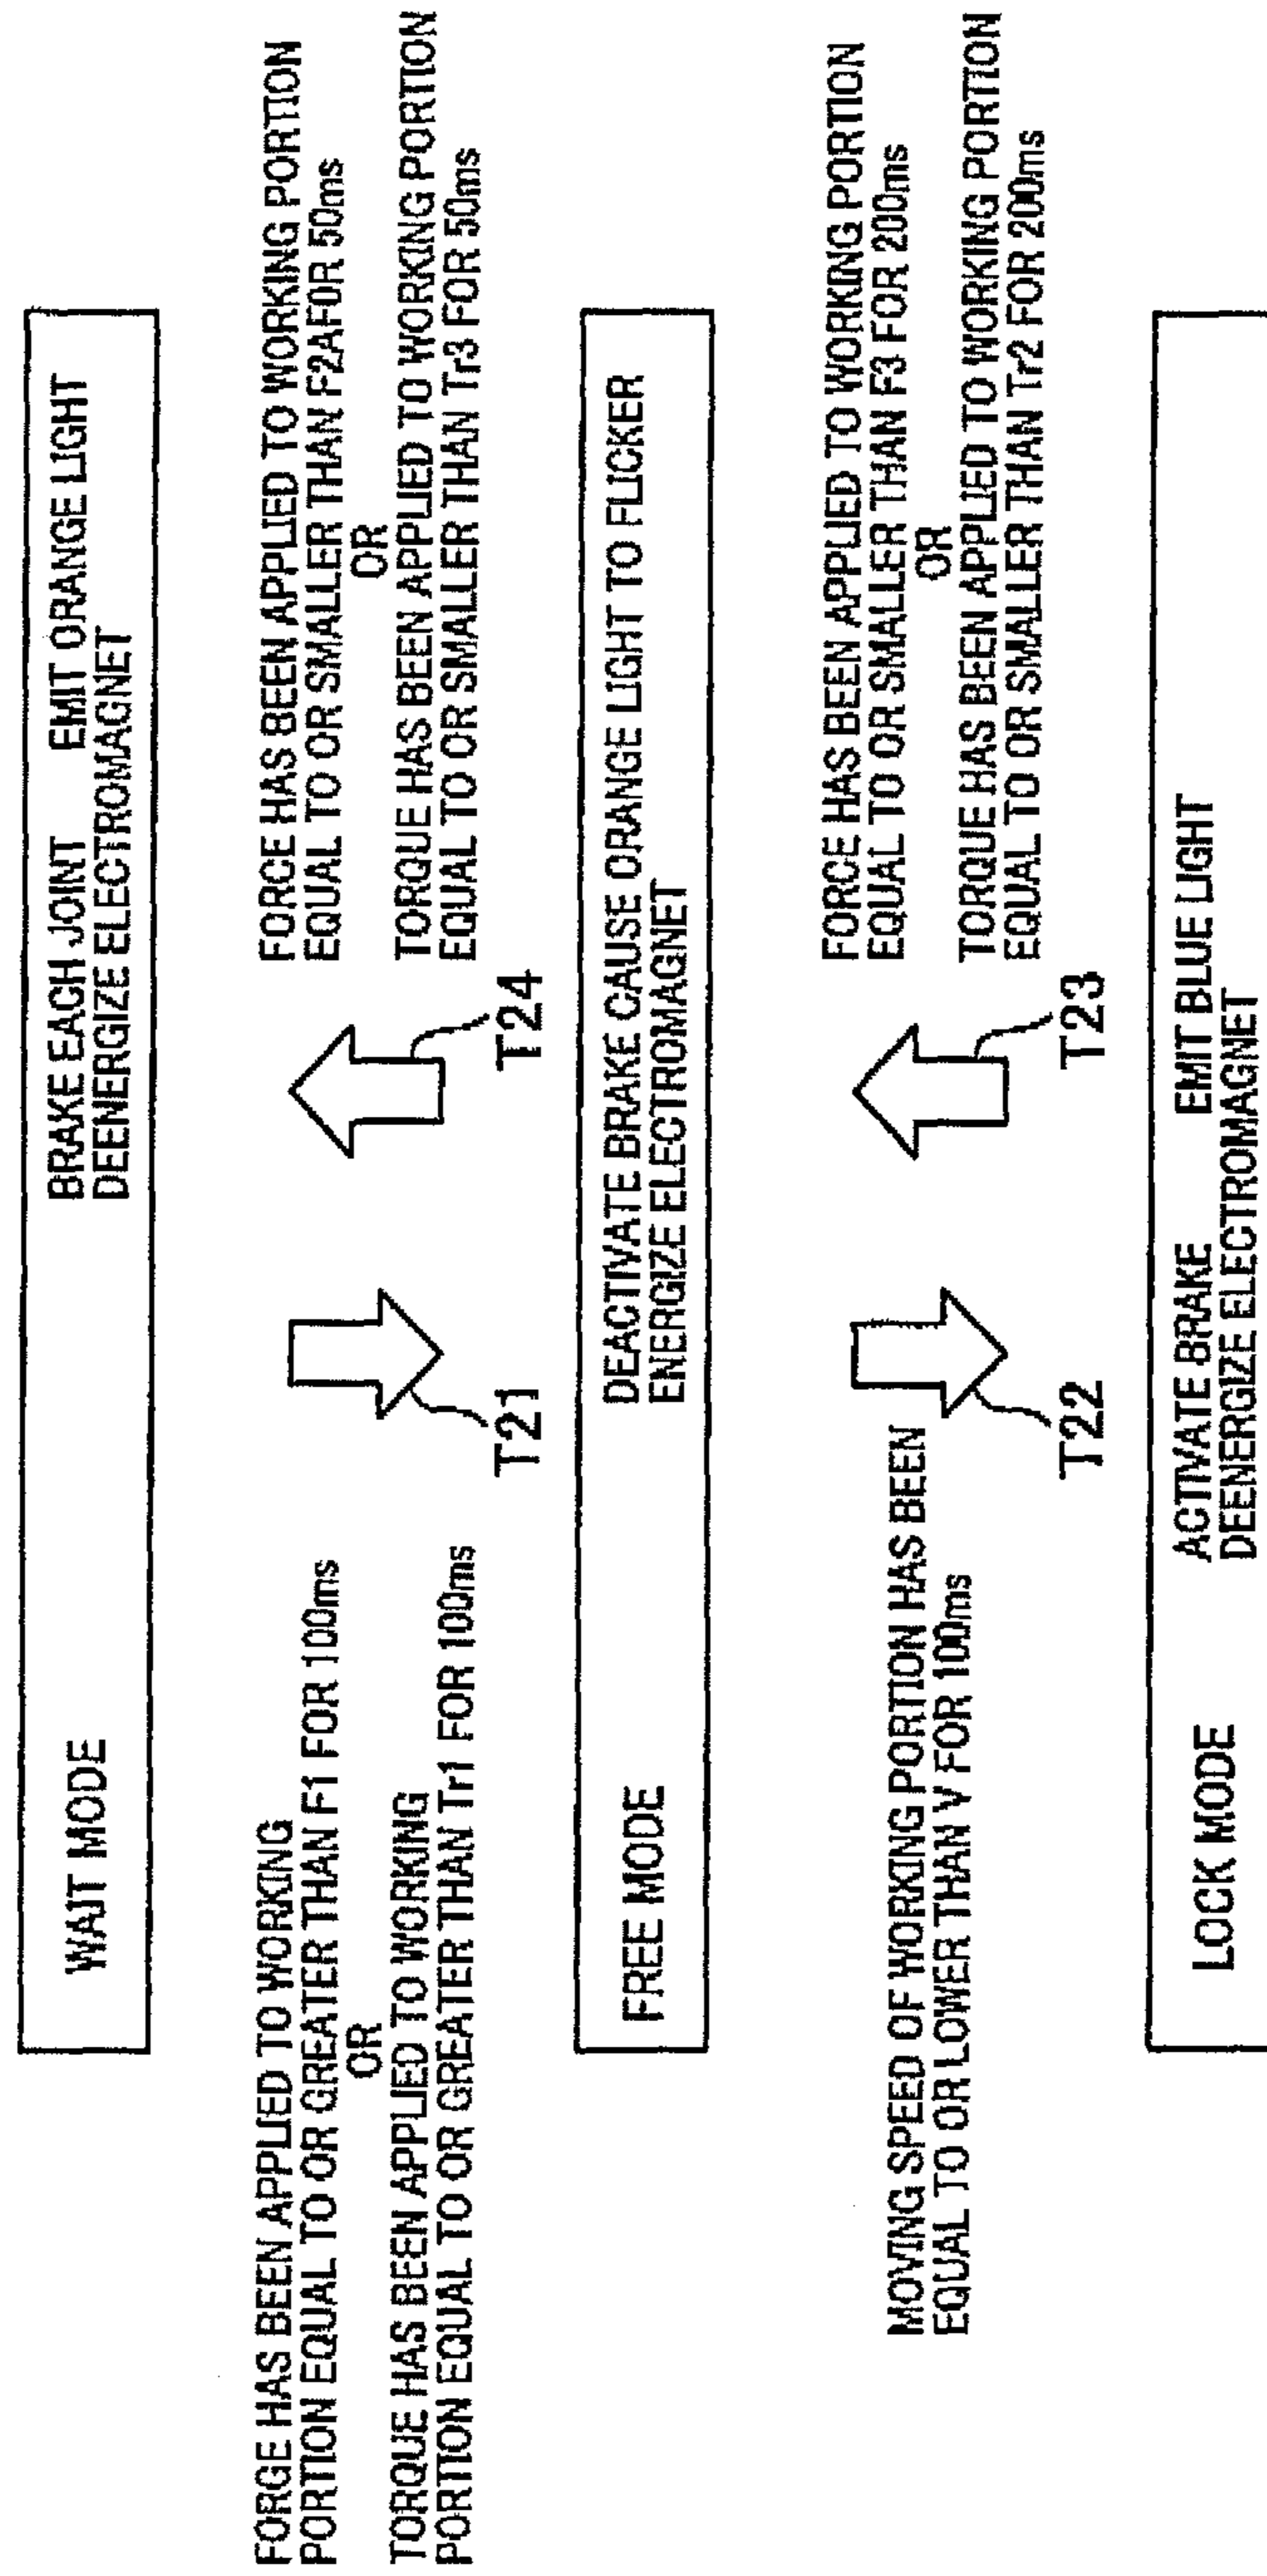 WAIT MODE
BRAKE EACH JOINT EMIT ORANGE LIGHT
DEENERGIZE ELECTROMAGNET
FORGE HAS BEEN APPLIED TO WORKING
PORTION EQUAL TO OR GREATER THAN F1 FOR 100ms
OR
TORQUE HAS BEEN APPLIED TO WORKING
PORTION EQUAL TO OR GREATER THAN Tr1 FOR 100ms
T21
T24
FORCE HAS BEEN APPLIED TO WORKING PORTION
EQUAL TO OR SMALLER THAN F2AFOR 50ms
OR
TORQUE HAS BEEN APPLIED TO WORKING PORTION
EQUAL TO OR SMALLER THAN Tr3 FOR 50ms
FREE MODE
DEACTIVATE BRAKE CAUSE ORANGE LIGHT TO FLICKER
ENERGIZE ELECTROMAGNET
MOVING SPEED OF WORKING PORTION HAS BEEN
EQUAL TO OR LOWER THAN V FOR 100ms
T22
T23
FORCE HAS BEEN APPLIED TO WORKING PORTION
EQUAL TO OR SMALLER THAN F3 FOR 200ms
OR
TORQUE HAS BEEN APPLIED TO WORKING PORTION
EQUAL TO OR SMALLER THAN Tr2 FOR 200ms
LOCK MODE
ACTIVATE BRAKE EMIT BLUE LIGHT
DEENERGIZE ELECTROMAGNET